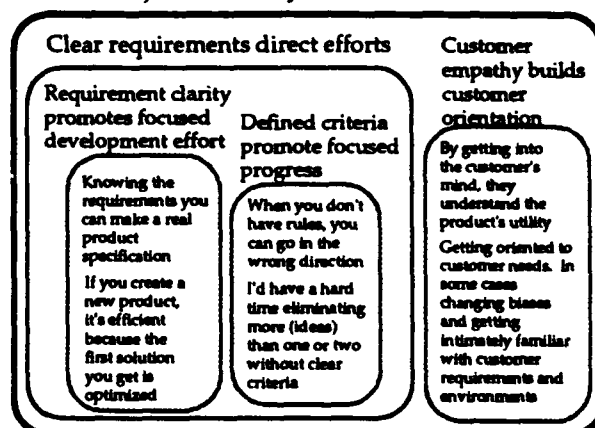 Clear requirements direct efforts
Requirement clarity
promotes focused
development effort
Knowing the
requirements you
can make a real
product
specification
If you create a
new product,
it's efficient
because the
first solution
you get is
optimized
Defined criteria
promote focused
progress
When you don't
have rules, you
can go in the
wrong direction
I'd have a hard
time eliminating
more (ideas)
than one or two
without clear
criteria
Customer
empathy builds
customer
orientation
By getting into
the customer's
mind, they
understand the
product's utility
Getting oriented to
customer needs. In
some cases
changing biases
and getting
intimately familiar
with customer
requirements and
environments